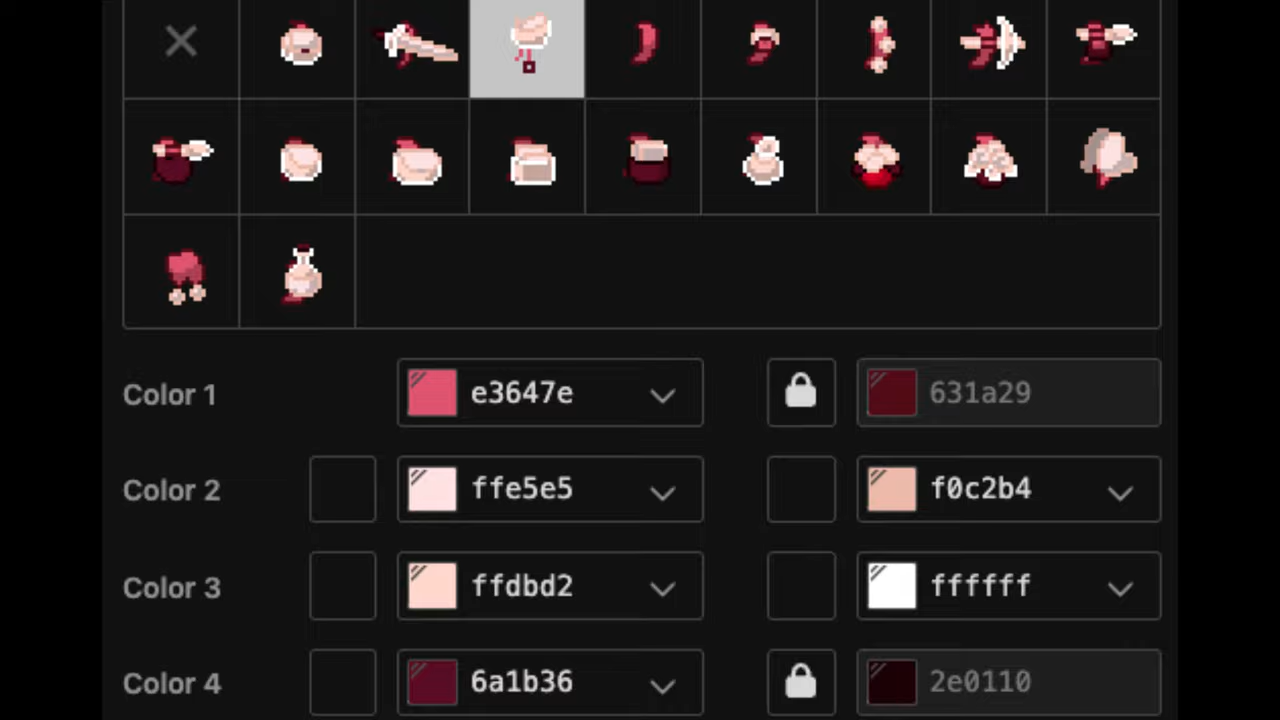 Color 1 e3647e 631a29
Color 2 ffe5e5 f0c2b4
Color 3 ffdbd2 ffffff
Color 4 6a1b36 2e0110